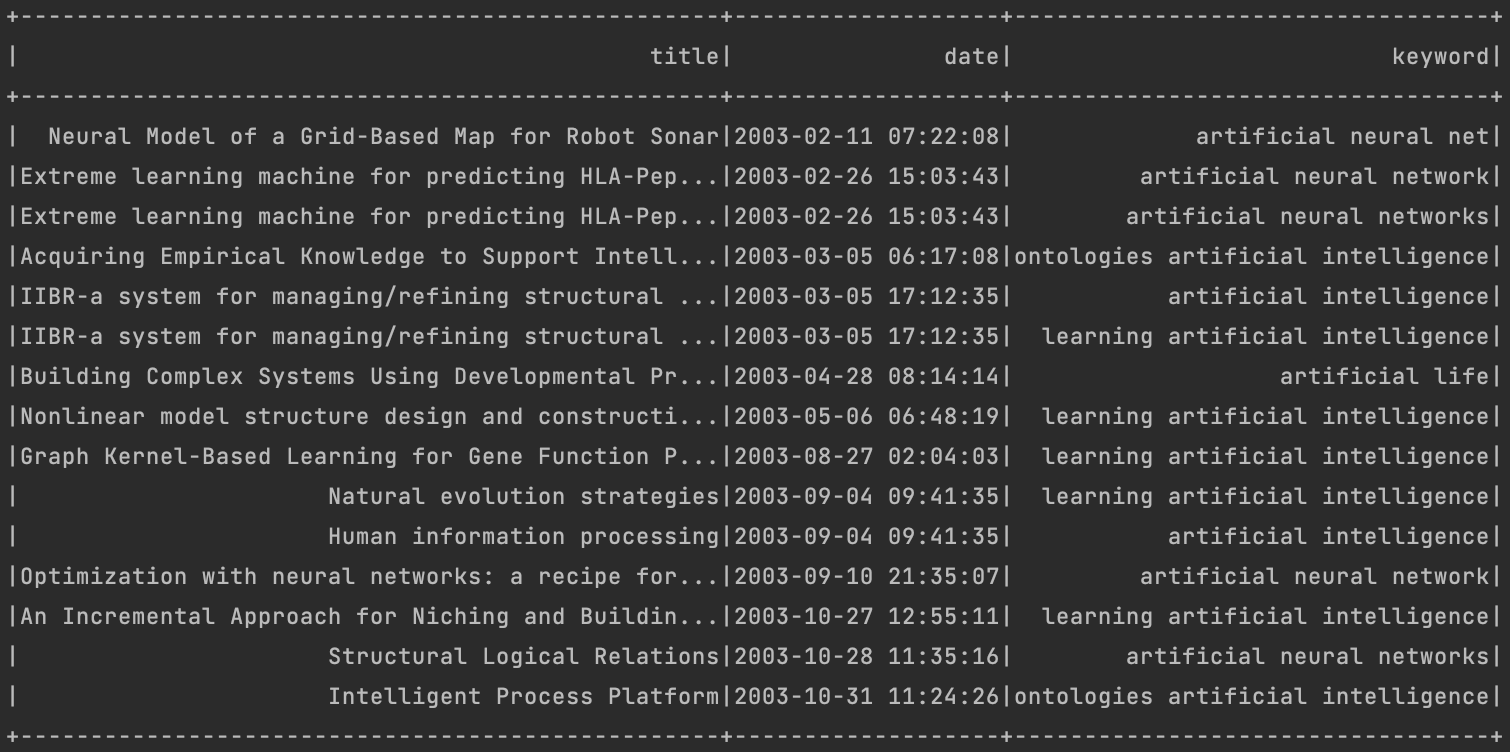 +--------------------------------------------------+-------------------+----------------------------------+
|                                             title|               date|                           keyword|
+--------------------------------------------------+-------------------+----------------------------------+
|  Neural Model of a Grid-Based Map for Robot Sonar|2003-02-11 07:22:08|             artificial neural net|
|Extreme learning machine for predicting HLA-Pep...|2003-02-26 15:03:43|         artificial neural network|
|Extreme learning machine for predicting HLA-Pep...|2003-02-26 15:03:43|        artificial neural networks|
|Acquiring Empirical Knowledge to Support Intell...|2003-03-05 06:17:08|ontologies artificial intelligence|
|IIBR-a system for managing/refining structural ...|2003-03-05 17:12:35|           artificial intelligence|
|IIBR-a system for managing/refining structural ...|2003-03-05 17:12:35|  learning artificial intelligence|
|Building Complex Systems Using Developmental Pr...|2003-04-28 08:14:14|                   artificial life|
|Nonlinear model structure design and constructi...|2003-05-06 06:48:19|  learning artificial intelligence|
|Graph Kernel-Based Learning for Gene Function P...|2003-08-27 02:04:03|  learning artificial intelligence|
|                      Natural evolution strategies|2003-09-04 09:41:35|  learning artificial intelligence|
|                      Human information processing|2003-09-04 09:41:35|           artificial intelligence|
|Optimization with neural networks: a recipe for...|2003-09-10 21:35:07|         artificial neural network|
|An Incremental Approach for Niching and Buildin...|2003-10-27 12:55:11|  learning artificial intelligence|
|                      Structural Logical Relations|2003-10-28 11:35:16|        artificial neural networks|
|                      Intelligent Process Platform|2003-10-31 11:24:26|ontologies artificial intelligence|
+--------------------------------------------------+-------------------+----------------------------------+